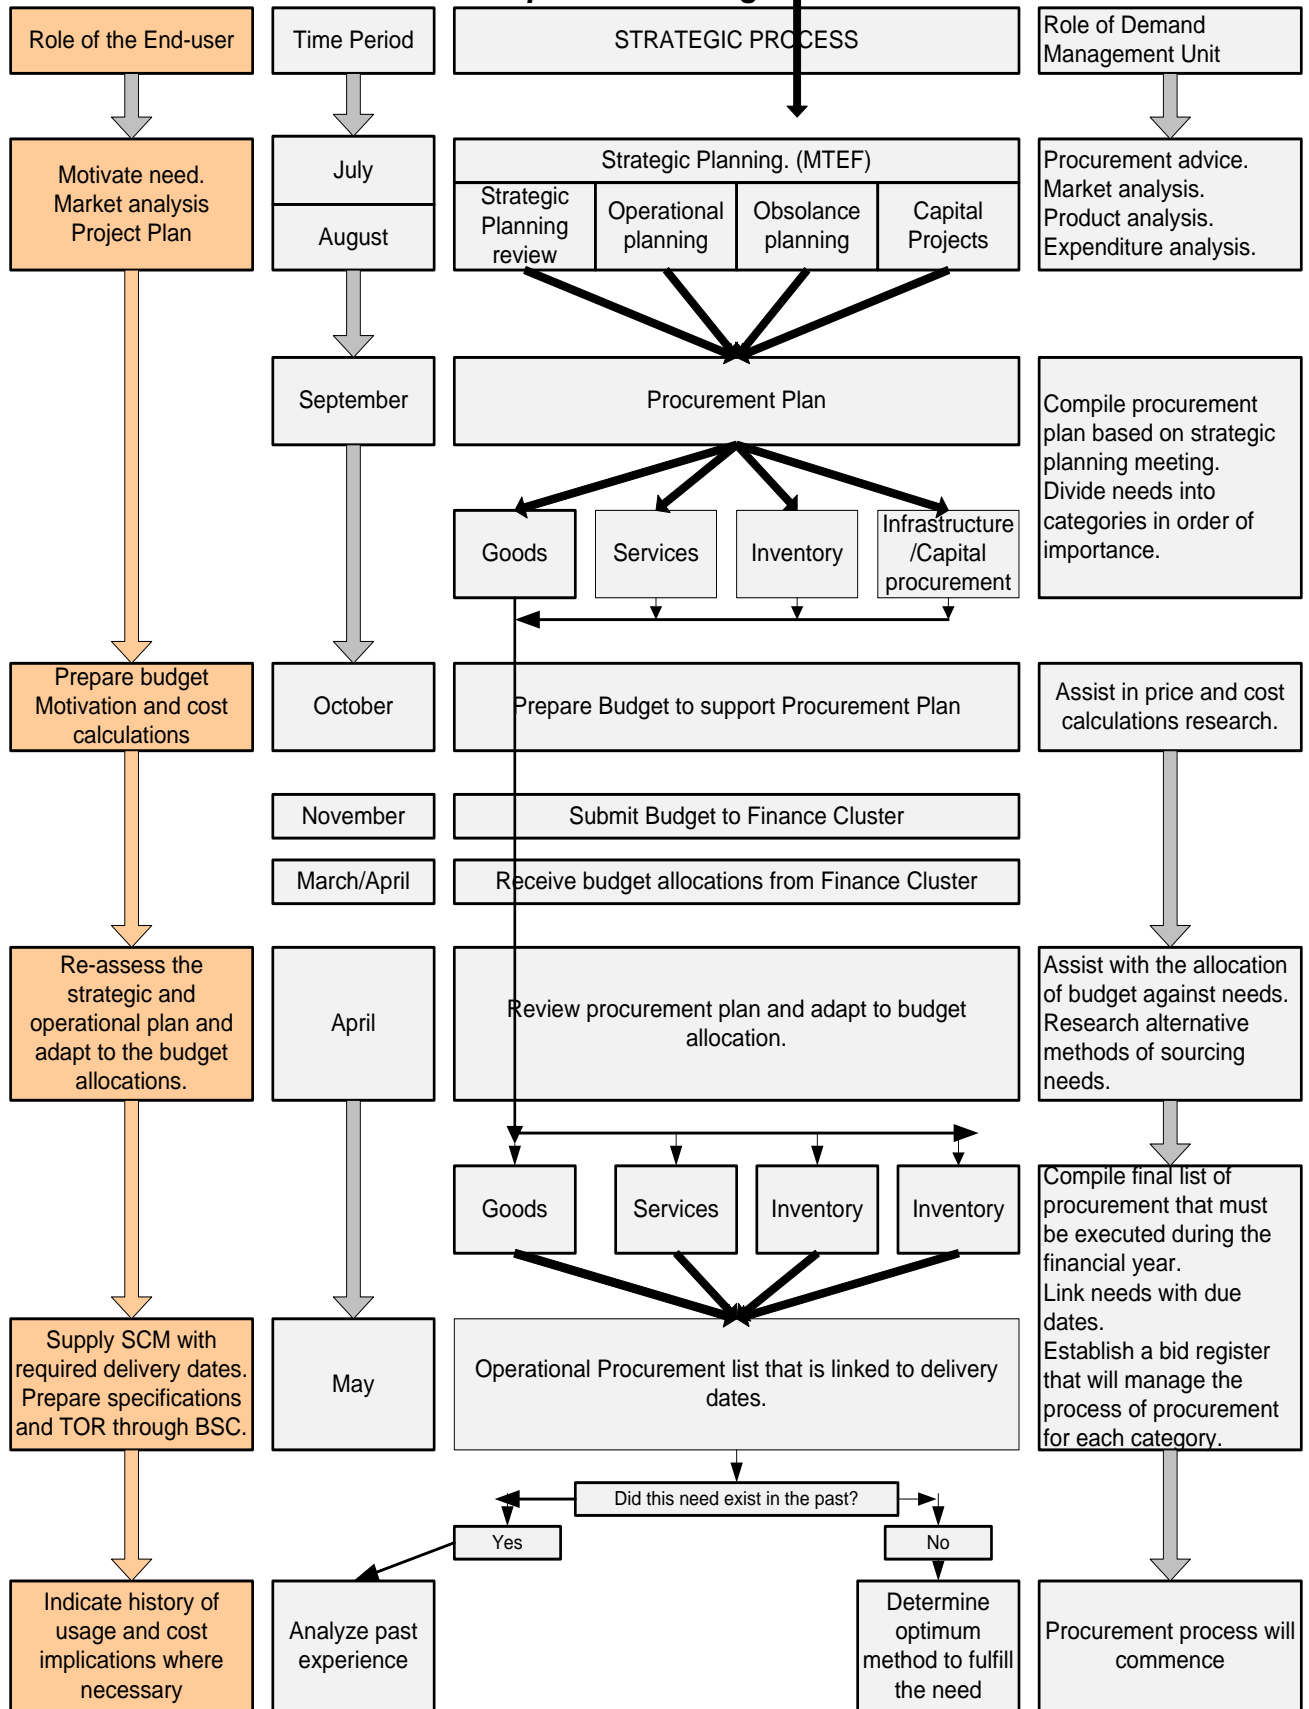 Role of the End-user
Time Period
STRATEGIC PROCESS
Role of Demand
Management Unit
Motivate need.
Market analysis
Project Plan
July
August
Strategic Planning. (MTEF)
Strategic
Planning
review
Operational
planning
Obsolance
planning
Capital
Projects
Procurement advice.
Market analysis.
Product analysis.
Expenditure analysis.
September
Procurement Plan
Compile procurement
plan based on strategic
planning meeting.
Divide needs into
categories in order of
importance.
Goods
Services
Inventory
Infrastructure
/Capital
procurement
Prepare budget
Motivation and cost
calculations
October
Prepare Budget to support Procurement Plan
Assist in price and cost
calculations research.
November
Submit Budget to Finance Cluster
March/April
Receive budget allocations from Finance Cluster
Re-assess the
strategic and
operational plan and
adapt to the budget
allocations.
April
Review procurement plan and adapt to budget
allocation.
Assist with the allocation
of budget against needs.
Research alternative
methods of sourcing
needs.
Goods
Services
Inventory
Inventory
Compile final list of
procurement that must
be executed during the
financial year.
Link needs with due
dates.
Establish a bid register
that will manage the
process of procurement
for each category.
Supply SCM with
required delivery dates.
Prepare specifications
and TOR through BSC.
May
Operational Procurement list that is linked to delivery
dates.
Did this need exist in the past?
Yes
No
Indicate history of
usage and cost
implications where
necessary
Analyze past
experience
Determine
optimum
method to fulfill
the need
Procurement process will
commence